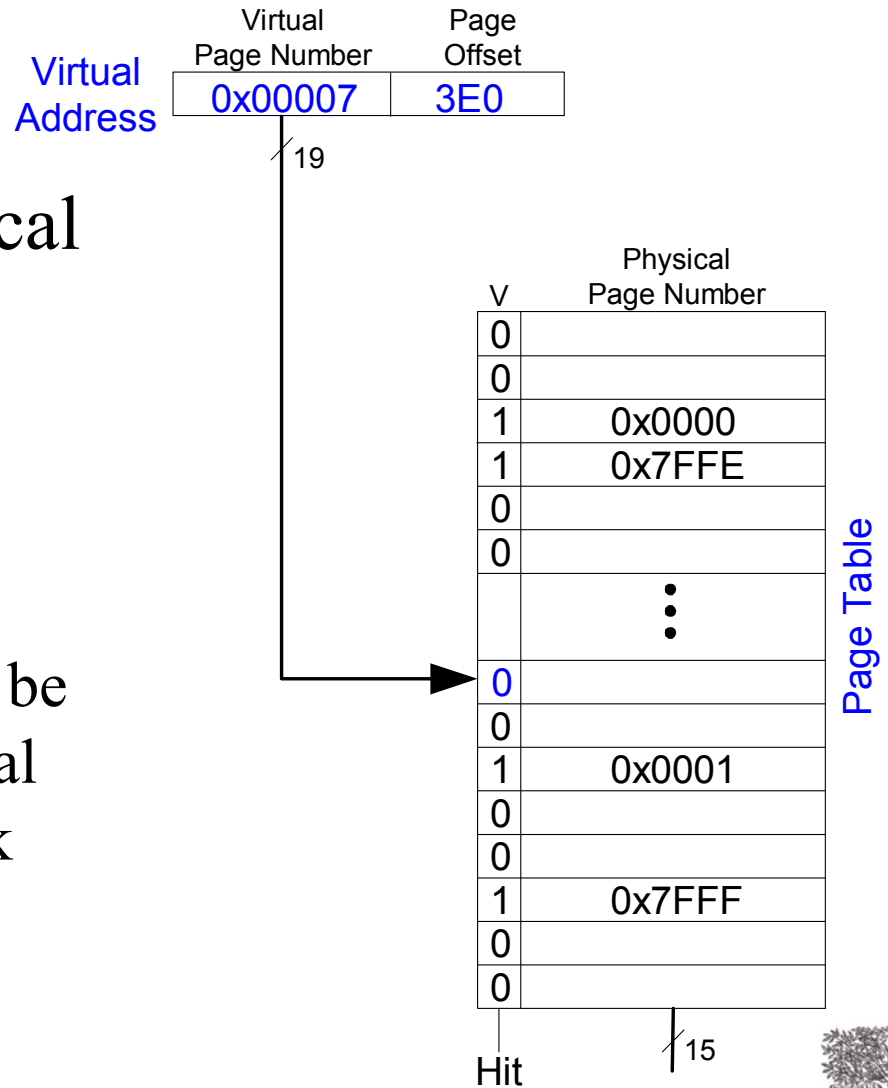 Virtual
Page Number
Page
Offset
Virtual
Address
0x00007
3E0
19
cal
Physical
Page Number
V
0
0
1 0x0000
1 0x7FFE
0
0
be
al
k
0
0
1 0x0001
0
0
1 0x7FFF
0
0
Page Table
Hit
15